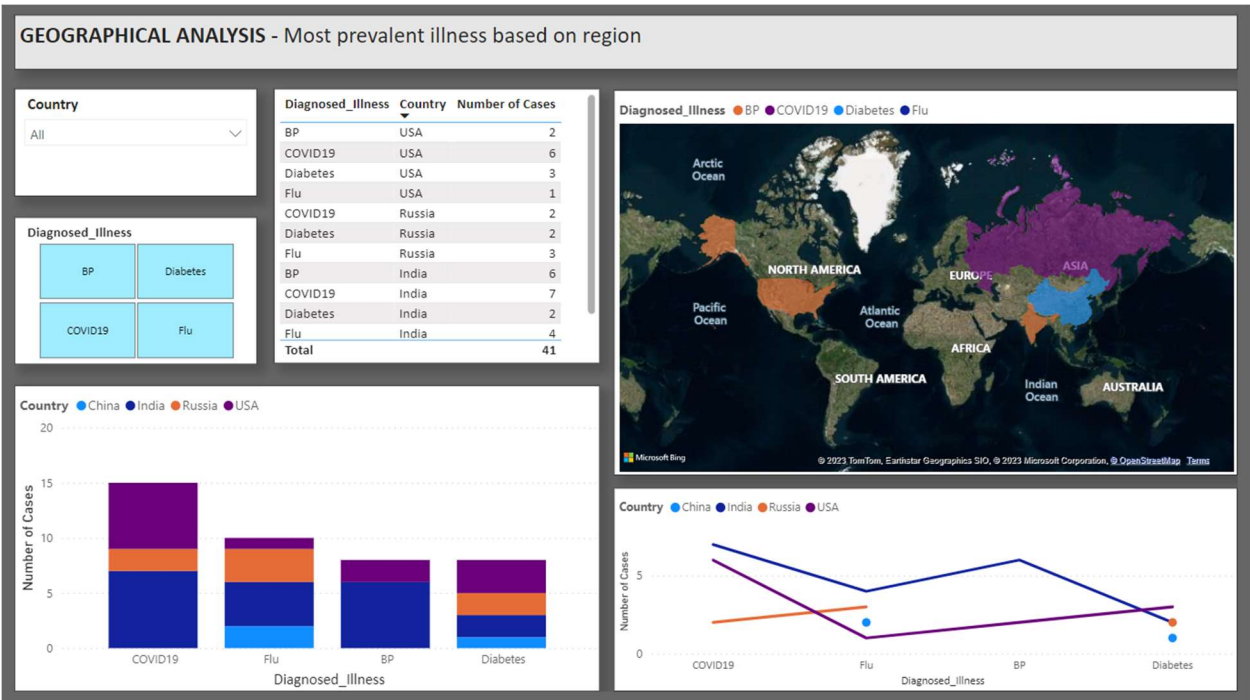 GEOGRAPHICAL ANALYSIS - Most prevalent illness based on region
Country
All
Diagnosed_Illness
BP
Diabetes
COVID19
Flu
Diagnosed_Illness Country Number of Cases
BP USA 2
COVID19 USA 6
Diabetes USA 3
Flu USA 1
COVID19 Russia 2
Diabetes Russia 2
Flu Russia 3
BP India 6
COVID19 India 7
Diabetes India 2
Flu India 4
Total 41
Diagnosed_Illness BP COVID19 Diabetes Flu
Arctic
Ocean
NORTH AMERICA
EUROPE
ASIA
Pacific
Ocean
Atlantic
Ocean
AFRICA
SOUTH AMERICA
Indian
Ocean
AUSTRALIA
Microsoft Bing
© 2023 TomTom, Earthstar Geographics SIO, © 2023 Microsoft Corporation, © OpenStreetMap Terms
Country China India Russia USA
Number of Cases
20
15
10
5
0
COVID19 Flu BP Diabetes
Diagnosed_Illness
Country China India Russia USA
Number of Cases
5
0
COVID19 Flu BP Diabetes
Diagnosed_Illness